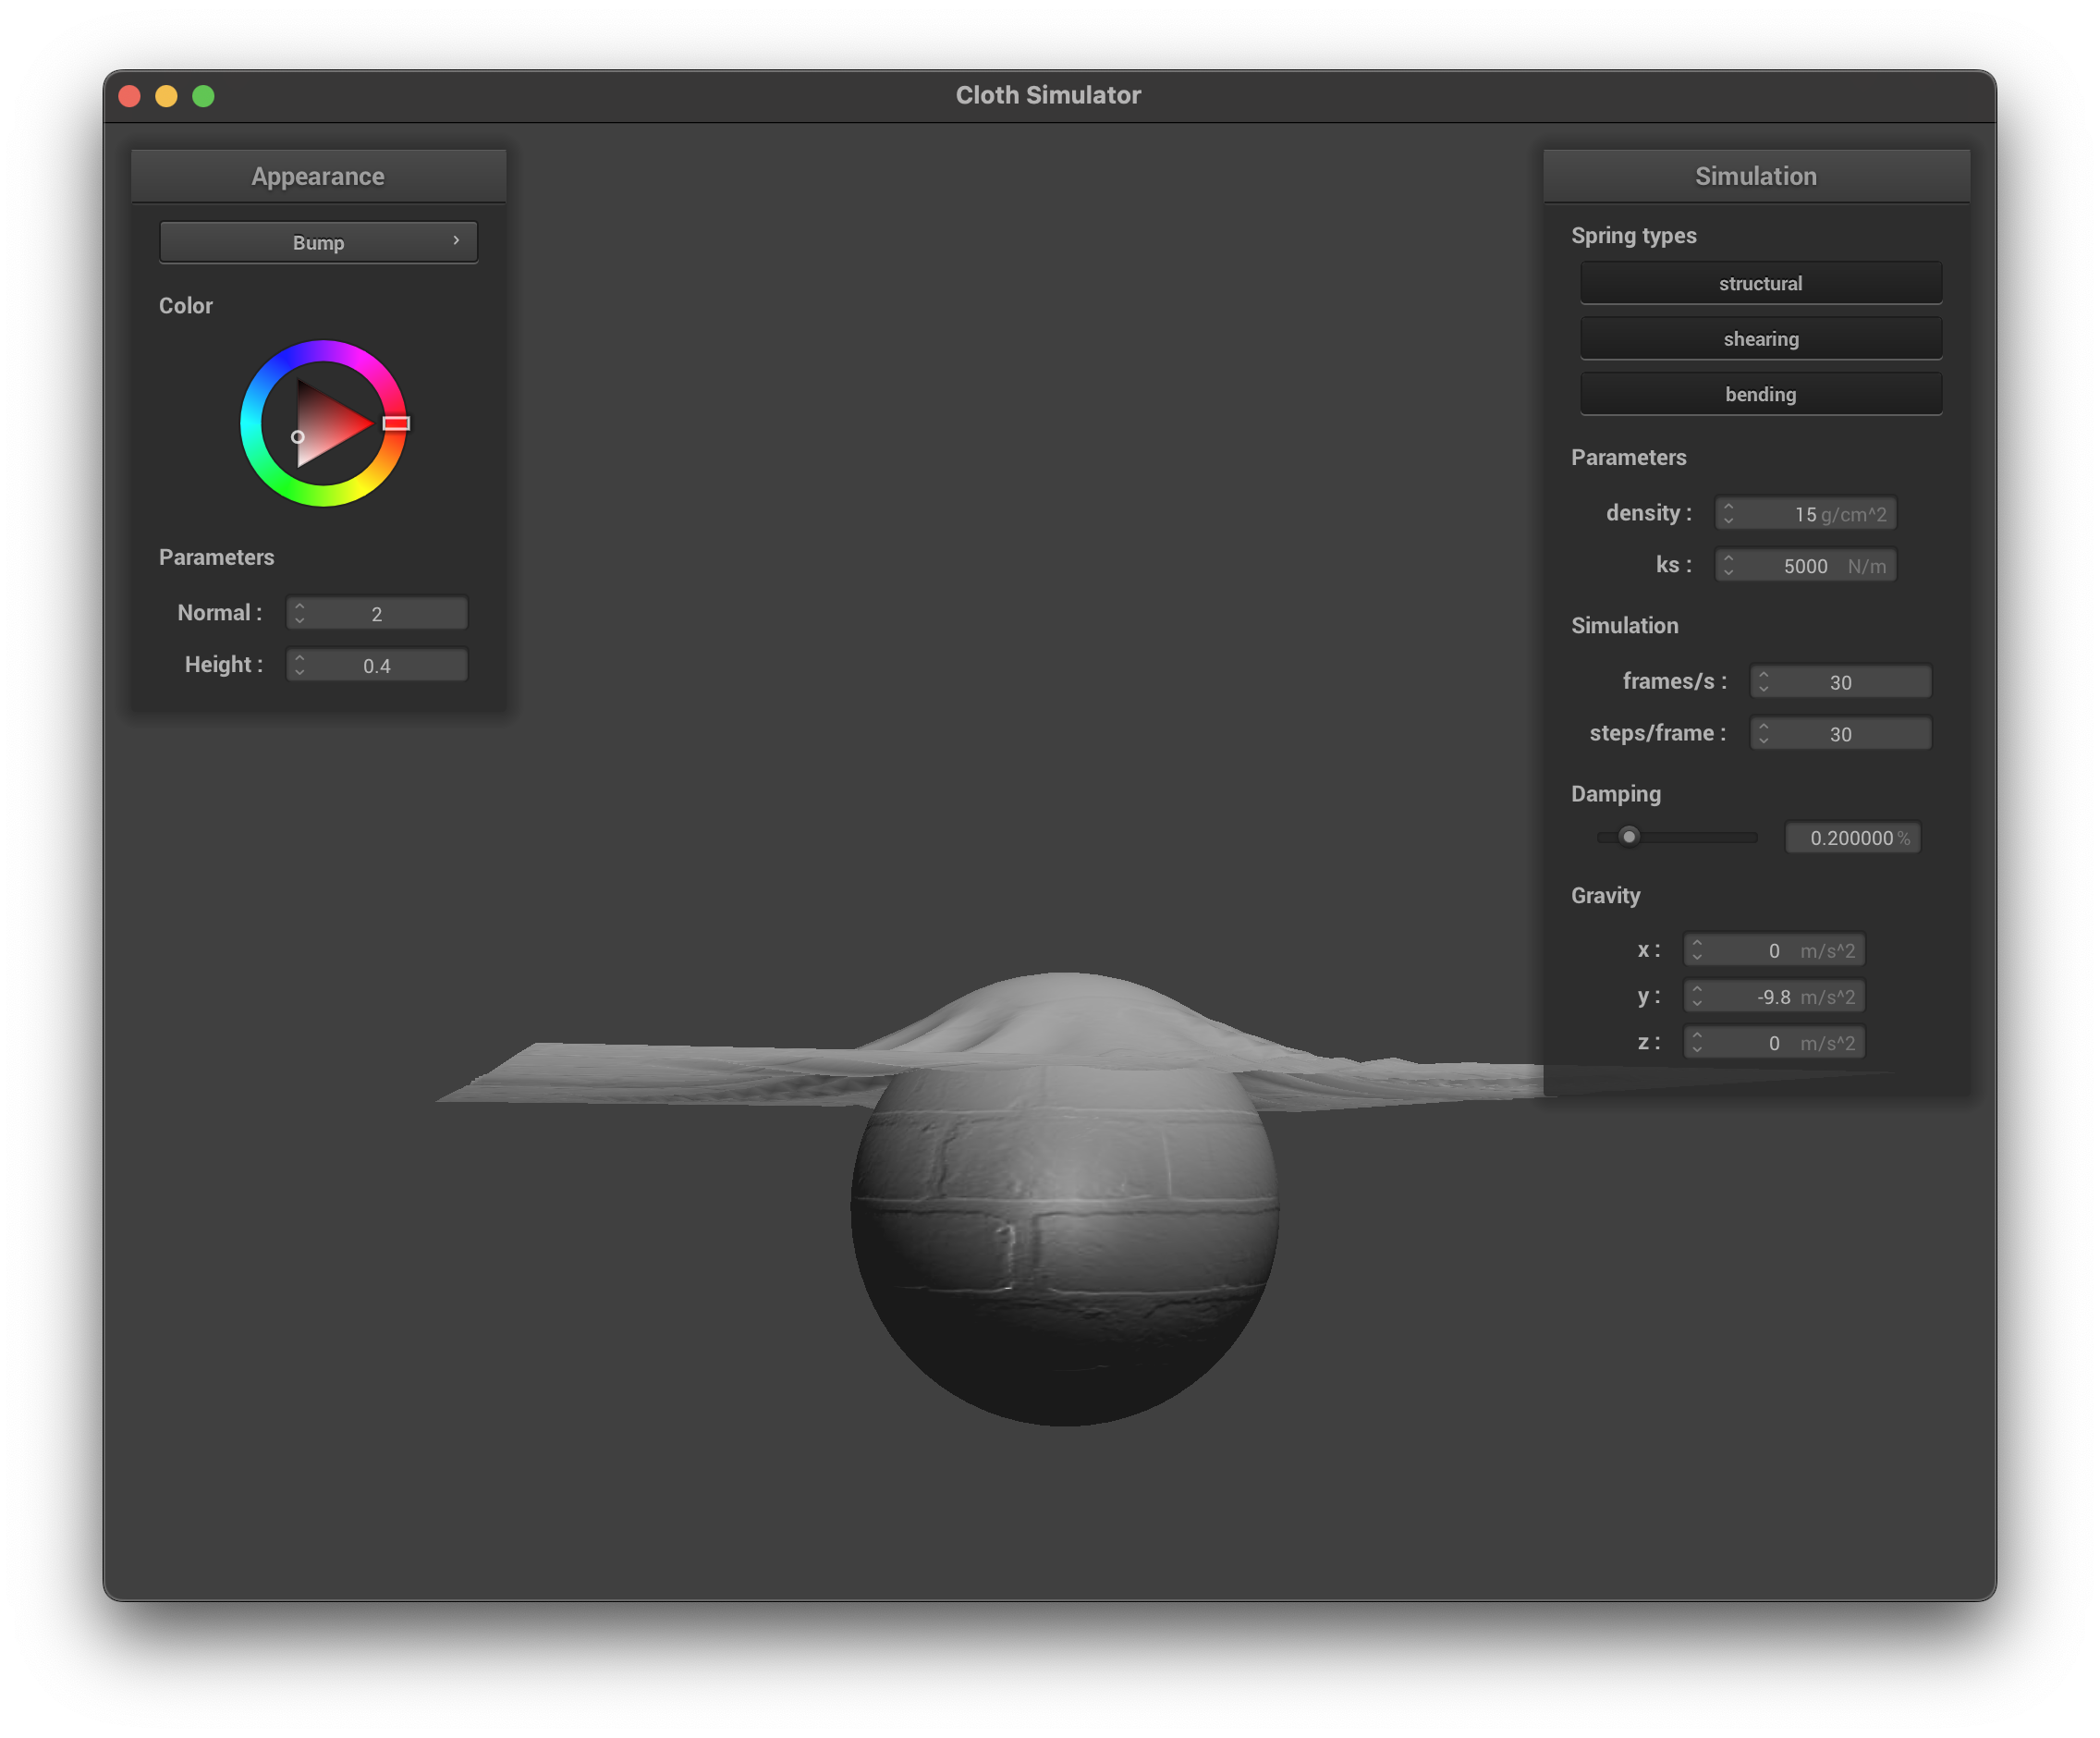 Cloth Simulator
Appearance
Bump
Color
Parameters
Normal : 2
Height : 0.4
Simulation
Spring types
structural
shearing
bending
Parameters
density : 15 g/cm^2
ks : 5000 N/m
Simulation
frames/s : 30
steps/frame : 30
Damping
0.200000 %
Gravity
x : 0 m/s^2
y : -9.8 m/s^2
z : 0 m/s^2